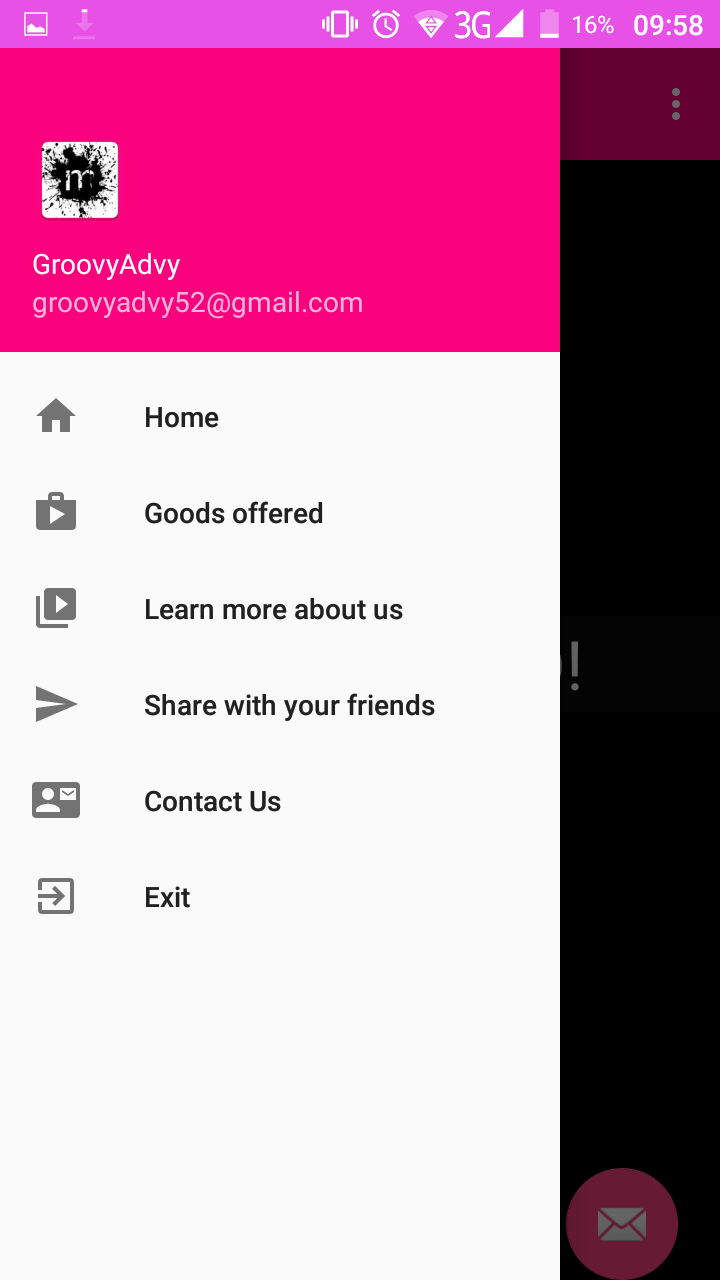 3G 16% 09:58
m
GroovyAdvy
groovyadvy52@gmail.com
Home
Goods offered
Learn more about us
!
Share with your friends
Contact Us
Exit